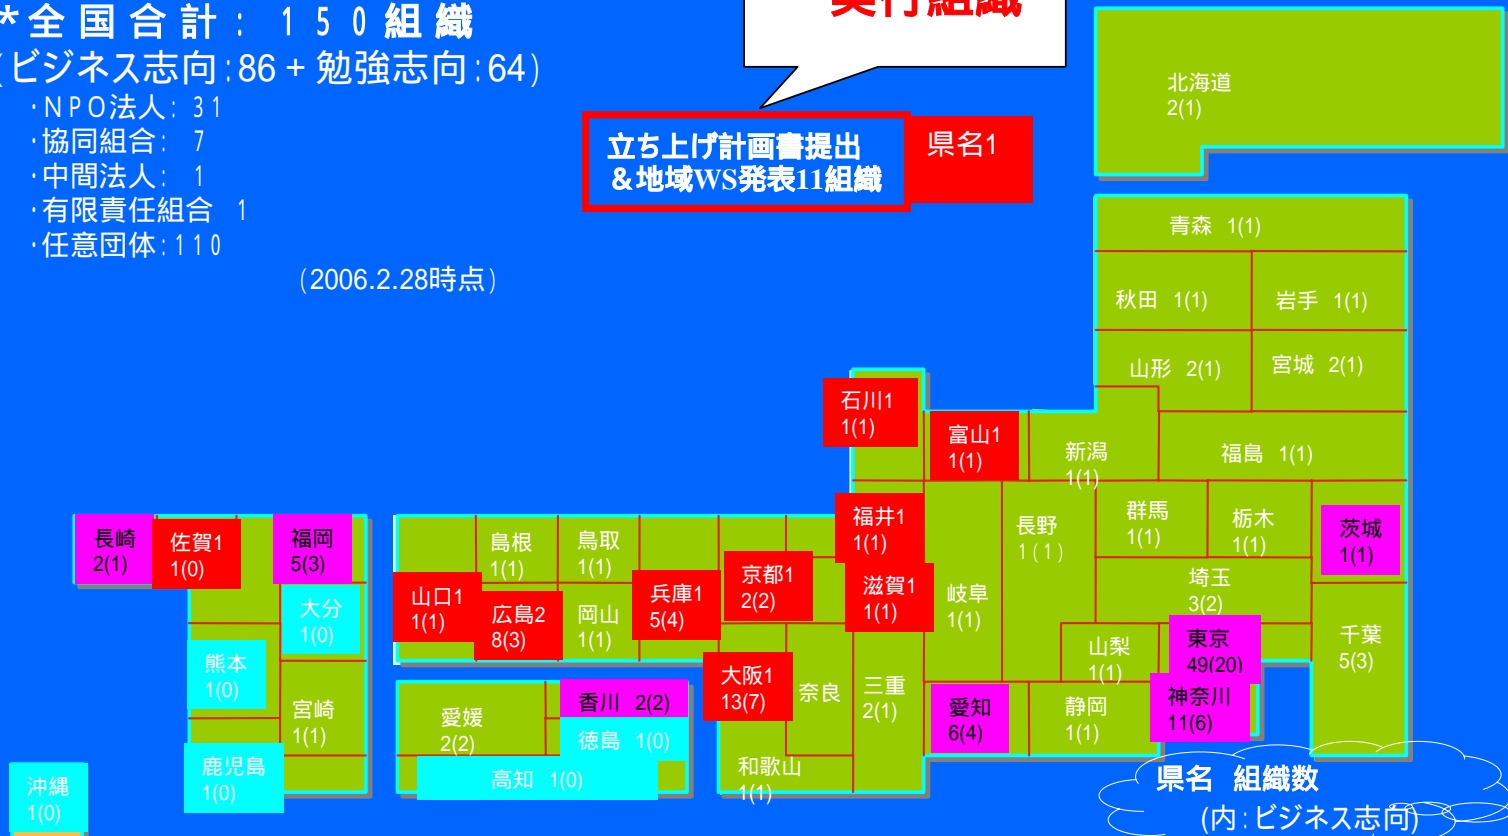 *全国合計：150組織
(ビジネス志向:86 + 勉強志向:64)
・NPO法人: 31
・協同組合: 7
・中間法人: 1
・有限責任組合 1
・任意団体:110
(2006.2.28時点)
実行組織
立ち上げ計画書提出
＆地域WS発表11組織
県名1
北海道
2(1)
青森 1(1)
秋田 1(1)
岩手 1(1)
山形 2(1)
宮城 2(1)
石川1
1(1)
富山1
1(1)
新潟
1(1)
福島 1(1)
福井1
1(1)
長野
1(1)
群馬
1(1)
栃木
1(1)
茨城
1(1)
長崎
2(1)
佐賀1
1(0)
福岡
5(3)
島根
1(1)
鳥取
1(1)
京都1
2(2)
滋賀1
1(1)
岐阜
1(1)
埼玉
3(2)
大分
1(0)
山口1
1(1)
広島2
8(3)
岡山
1(1)
兵庫1
5(4)
山梨
1(1)
東京
49(20)
千葉
5(3)
熊本
1(0)
宮崎
1(1)
大阪1
13(7)
奈良
三重
2(1)
愛知
6(4)
静岡
1(1)
神奈川
11(6)
愛媛
2(2)
香川 2(2)
徳島 1(0)
高知 1(0)
和歌山
1(1)
鹿児島
1(0)
沖縄
1(0)
県名 組織数
(内:ビジネス志向)